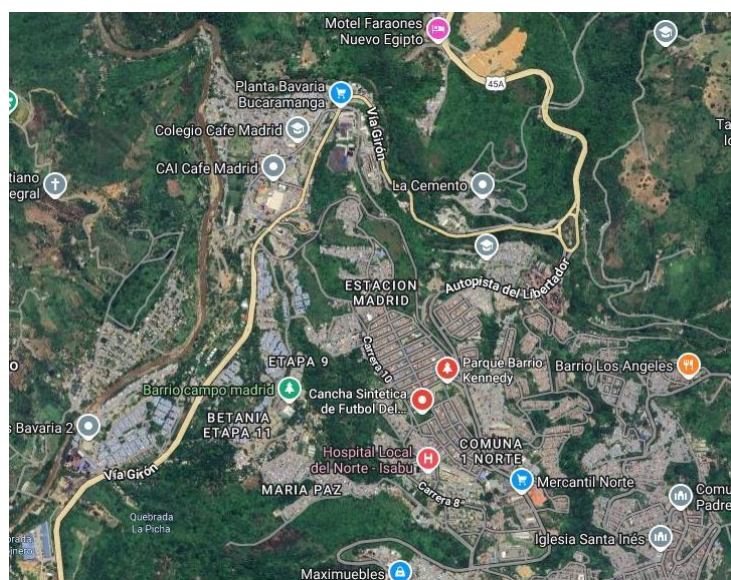 Motel Faraones
Nuevo Egipto
45A
Planta Bavaria
Bucaramanga
Vía Girón
Colegio Cafe Madrid
CAI Cafe Madrid
La Cemento
ESTACION
MADRID
Autopista del Libertador
Carrera 10
ETAPA 9
Parque Barrio
Kennedy
Barrio Los Angeles
Barrio campo madrid
Cancha Sintetica
de Futbol Del...
BETANIA
ETAPA 11
Bavaria 2
Hospital Local
del Norte - Isabú
COMUNA
1 NORTE
Vía Girón
MARIA PAZ
Carrera 8
Mercantil Norte
Quebrada
La Picha
Padre
Iglesia Santa Inés
Maximuebles